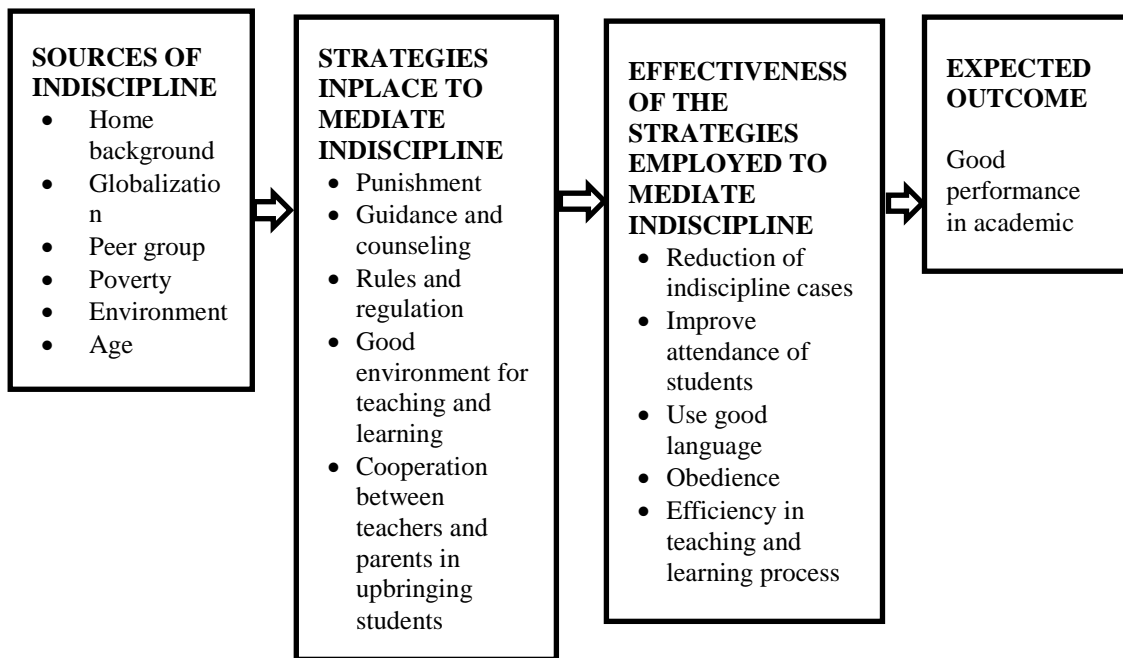 SOURCES OF
INDISCIPLINE
• Home
background
• Globalizatio
n
• Peer group
• Poverty
• Environment
• Age
STRATEGIES
INPLACE TO
MEDIATE
INDISCIPLINE
• Punishment
• Guidance and
counseling
• Rules and
regulation
• Good
environment for
teaching and
learning
• Cooperation
between
teachers and
parents in
upbringing
students
EFFECTIVENESS
OF THE
STRATEGIES
EMPLOYED TO
MEDIATE
INDISCIPLINE
• Reduction of
indiscipline cases
• Improve
attendance of
students
• Use good
language
• Obedience
• Efficiency in
teaching and
learning process
EXPECTED
OUTCOME
Good
performance
in academic